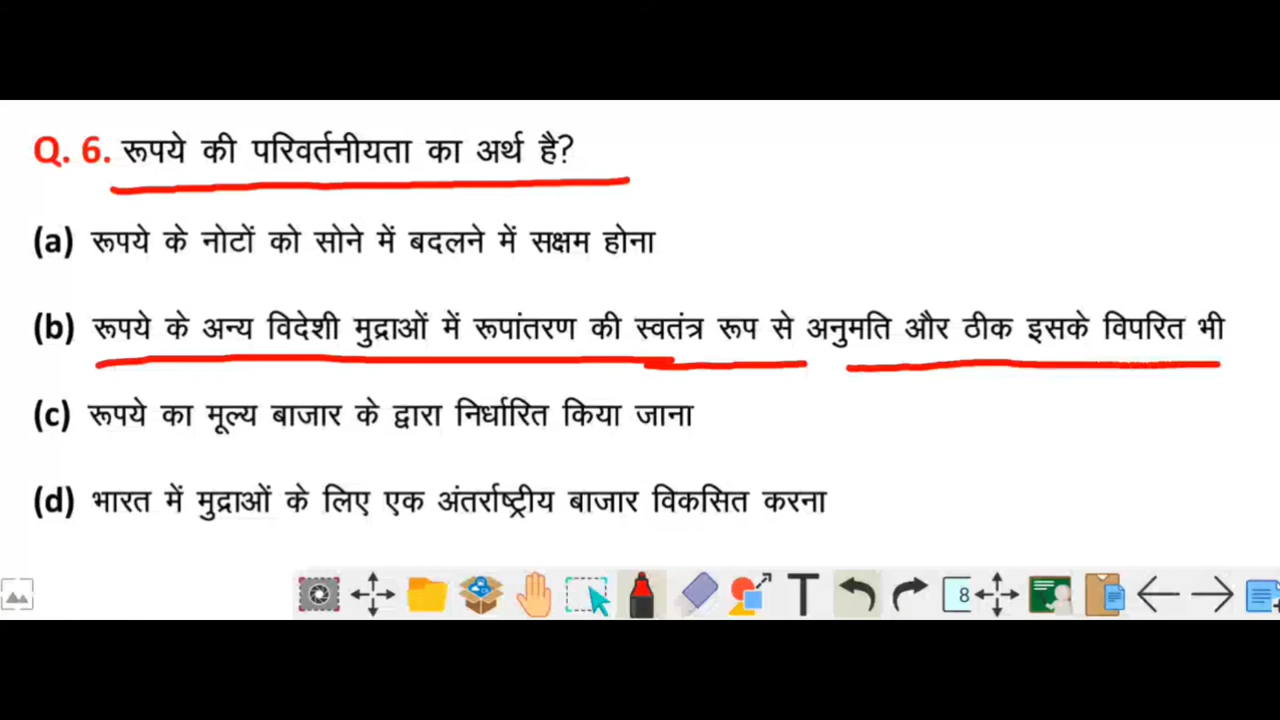 Q. 6. रूपये की परिवर्तनीयता का अर्थ है?
(a) रूपये के नोटों को सोने में बदलने में सक्षम होना
(b) रूपये के अन्य विदेशी मुद्राओं में रूपांतरण की स्वतंत्र रूप से अनुमति और ठीक इसके विपरित भी
(c) रूपये का मूल्य बाजार के द्वारा निर्धारित किया जाना
(d) भारत में मुद्राओं के लिए एक अंतर्राष्ट्रीय बाजार विकसित करना
T 8